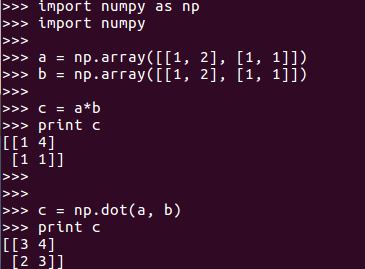 >>> import numpy as np
>>> import numpy
>>>
>>> a = np.array([[1, 2], [1, 1]])
>>> b = np.array([[1, 2], [1, 1]])
>>>
>>> c = a*b
>>> print c
[[1 4]
 [1 1]]
>>>
>>>
>>> c = np.dot(a, b)
>>> print c
[[3 4]
 [2 3]]